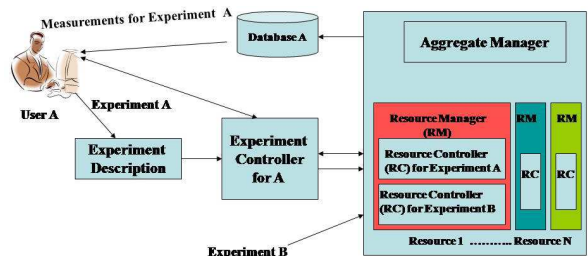 Measurements for Experiment A
Database A
Aggregate Manager
User A
Experiment A
Experiment
Description
Experiment
Controller
for A
Resource Manager
(RM)
Resource Controller
(RC) for Experiment A
Resource Controller
(RC) for Experiment B
RM
RC
RM
RC
Resource 1 ........... Resource N
Experiment B